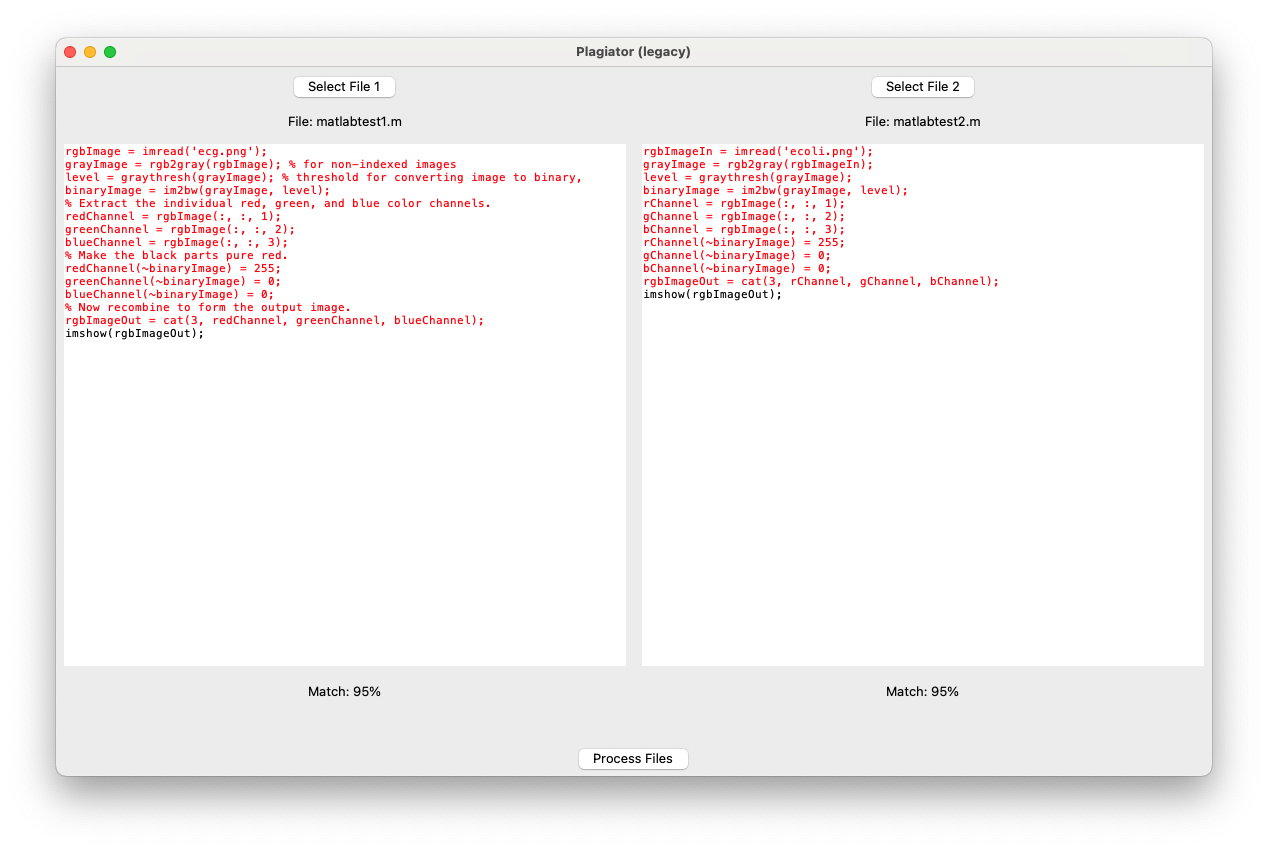 Plagiator (legacy)
Select File 1
File: matlabtest1.m
rgbImage = imread('ecg.png');
grayImage = rgb2gray(rgbImage); % for non-indexed images
level = graythresh(grayImage); % threshold for converting image to binary,
binaryImage = im2bw(grayImage, level);
% Extract the individual red, green, and blue color channels.
redChannel = rgbImage(:, :, 1);
greenChannel = rgbImage(:, :, 2);
blueChannel = rgbImage(:, :, 3);
% Make the black parts pure red.
redChannel(~binaryImage) = 255;
greenChannel(~binaryImage) = 0;
blueChannel(~binaryImage) = 0;
% Now recombine to form the output image.
rgbImageOut = cat(3, redChannel, greenChannel, blueChannel);
imshow(rgbImageOut);
Match: 95%
Select File 2
File: matlabtest2.m
rgbImageIn = imread('ecoli.png');
grayImage = rgb2gray(rgbImageIn);
level = graythresh(grayImage);
binaryImage = im2bw(grayImage, level);
rChannel = rgbImage(:, :, 1);
gChannel = rgbImage(:, :, 2);
bChannel = rgbImage(:, :, 3);
rChannel(~binaryImage) = 255;
gChannel(~binaryImage) = 0;
bChannel(~binaryImage) = 0;
rgbImageOut = cat(3, rChannel, gChannel, bChannel);
imshow(rgbImageOut);
Match: 95%
Process Files